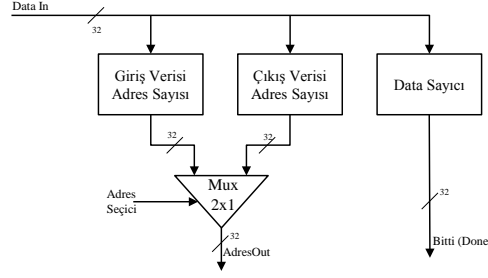 Data In
32
Giriş Verisi
Adres Sayısı
Çıkış Verisi
Adres Sayısı
Data Sayıcı
32
32
Mux
2x1
Adres
Seçici
32
32
AdresOut
Bitti (Done